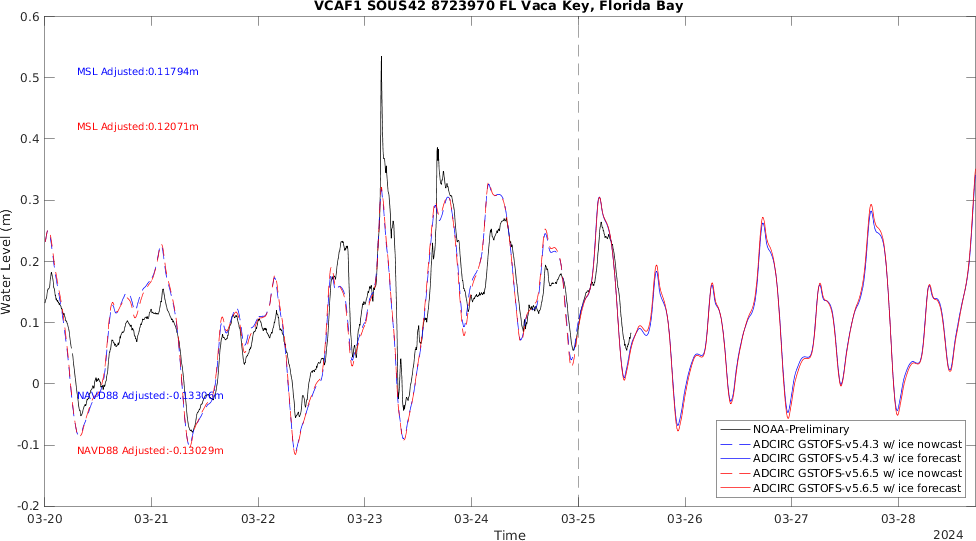 VCAF1 SOUS42 8723970 FL Vaca Key, Florida Bay
0.6
0.5
0.4
0.3
0.2
0.1
0
-0.1
-0.2
Water Level (m)
MSL Adjusted:0.11794m
MSL Adjusted:0.12071m
NAVD88 Adjusted:-0.13306m
NAVD88 Adjusted:-0.13029m
NOAA-Preliminary
ADCIRC GSTOFS-v5.4.3 w/ ice nowcast
ADCIRC GSTOFS-v5.4.3 w/ ice forecast
ADCIRC GSTOFS-v5.6.5 w/ ice nowcast
ADCIRC GSTOFS-v5.6.5 w/ ice forecast
03-20 03-21 03-22 03-23 03-24 03-25 03-26 03-27 03-28
Time
2024